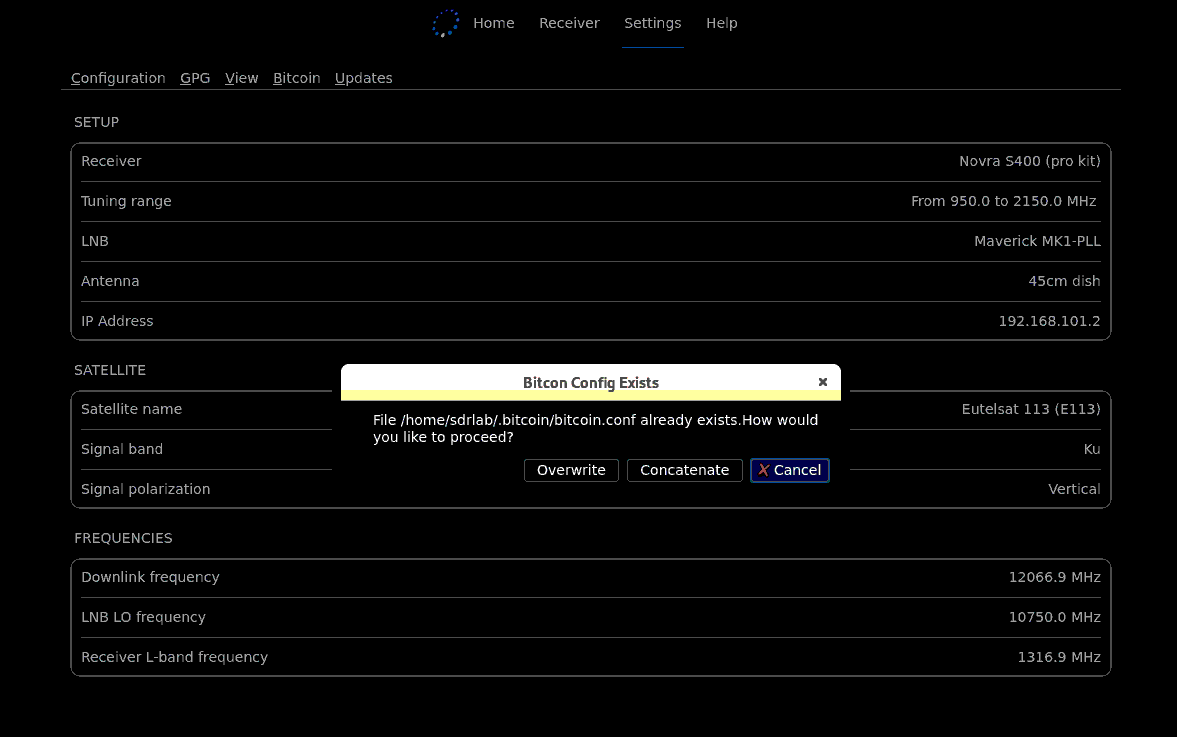 Home Receiver Settings Help
Configuration GPG View Bitcoin Updates
SETUP
Receiver Novra S400 (pro kit)
Tuning range From 950.0 to 2150.0 MHz
LNB Maverick MK1-PLL
Antenna 45cm dish
IP Address 192.168.101.2
SATELLITE
Satellite name Eutelsat 113 (E113)
Signal band Ku
Signal polarization Vertical
Bitcon Config Exists ×
File /home/sdrlab/.bitcoin/bitcoin.conf already exists.How would
you like to proceed?
Overwrite Concatenate X Cancel
FREQUENCIES
Downlink frequency 12066.9 MHz
LNB LO frequency 10750.0 MHz
Receiver L-band frequency 1316.9 MHz